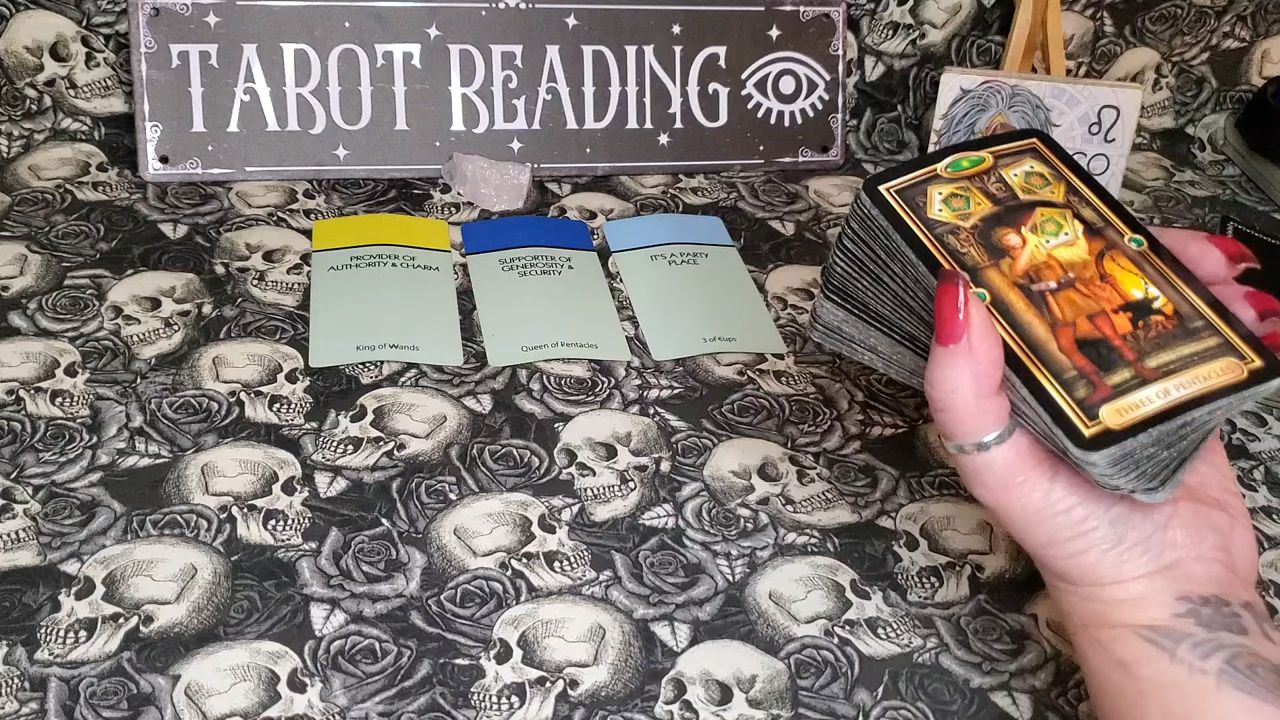 TAROT READING
PROVIDER OF
AUTHORITY & CHARM
King of Wands
SUPPORTER OF
GENEROSITY &
SECURITY
Queen of Pentacles
IT'S A PARTY
PLACE
3 of Cups
THREE OF PENTACLES